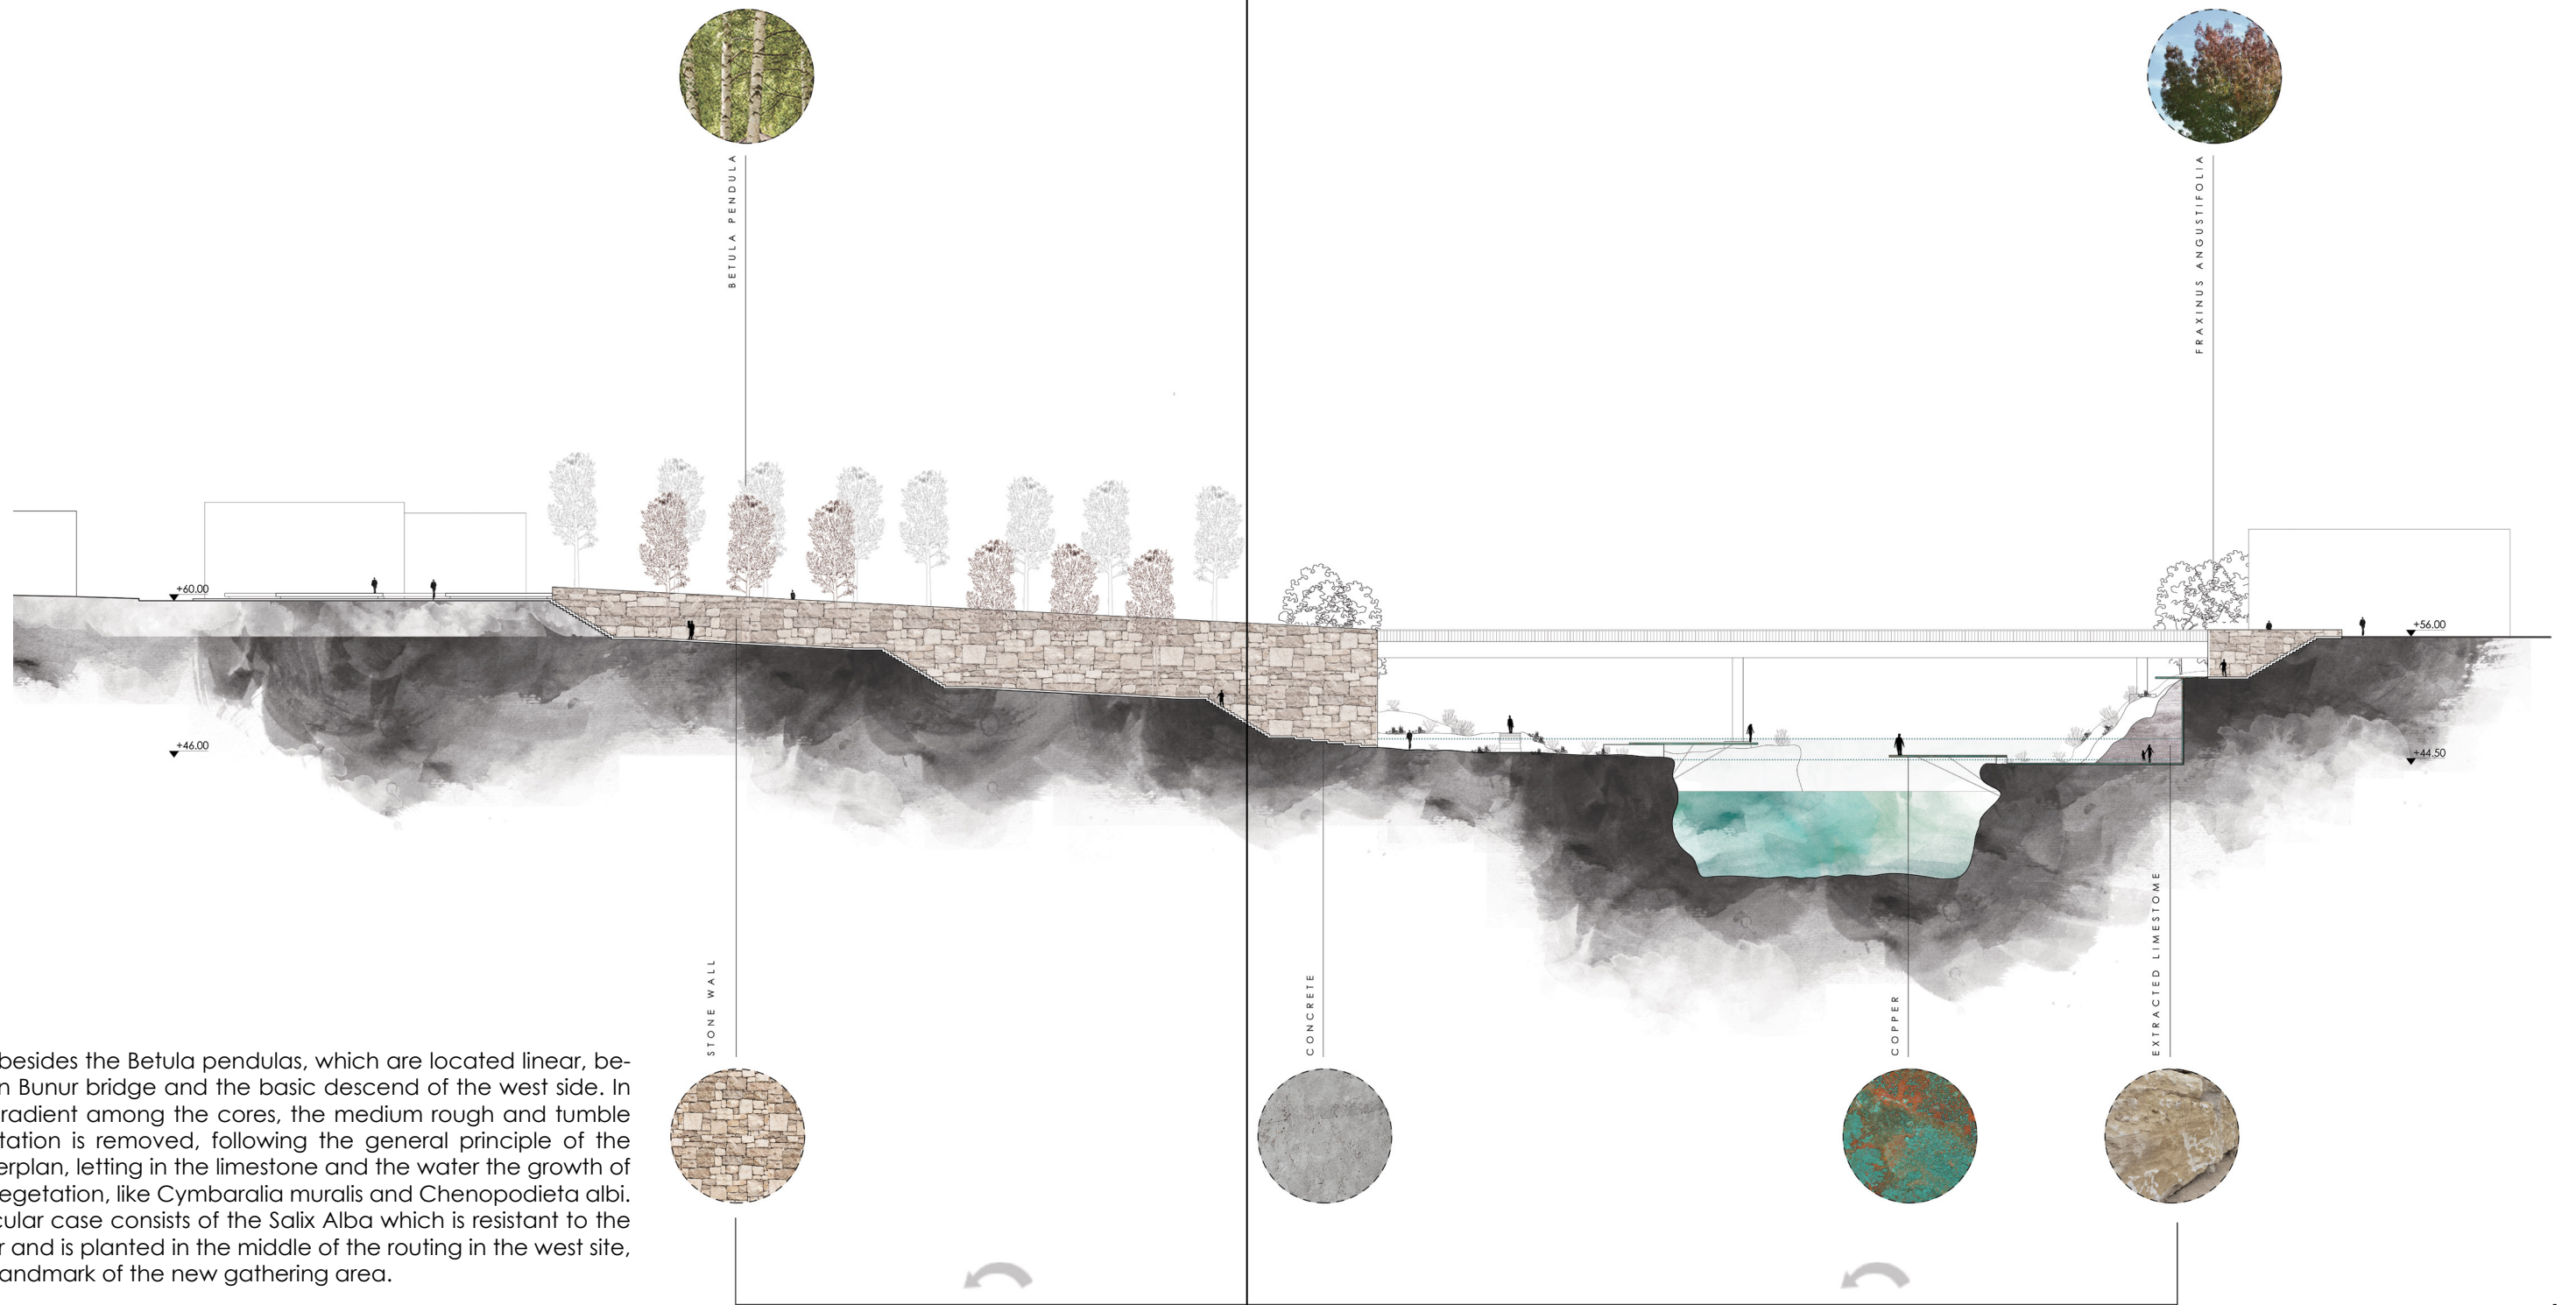 BETULA PENDULA
FRAXINUS ANGUSTIFOLIA
+60.00
+56.00
+46.00
+44.50
STONE WALL
CONCRETE
COPPER
EXTRACTED LIMESTOME
besides the Betula pendulas, which are located linear, be-
n Bunur bridge and the basic descend of the west side. In
radient among the cores, the medium rough and tumble
tation is removed, following the general principle of the
erplan, letting in the limestone and the water the growth of
egetation, like Cymbaralia muralis and Chenopodieta albi.
cular case consists of the Salix Alba which is resistant to the
r and is planted in the middle of the routing in the west site,
andmark of the new gathering area.